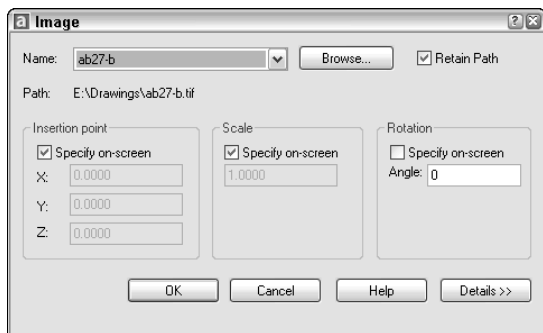 a Image
Name: ab27-b Browse... Retain Path
Path: E:\Drawings\ab27-b.tif
Insertion point Scale Rotation
Specify on-screen Specify on-screen Specify on-screen
X: 0.0000 1.0000 Angle: 0
Y: 0.0000
Z: 0.0000
OK Cancel Help Details >>